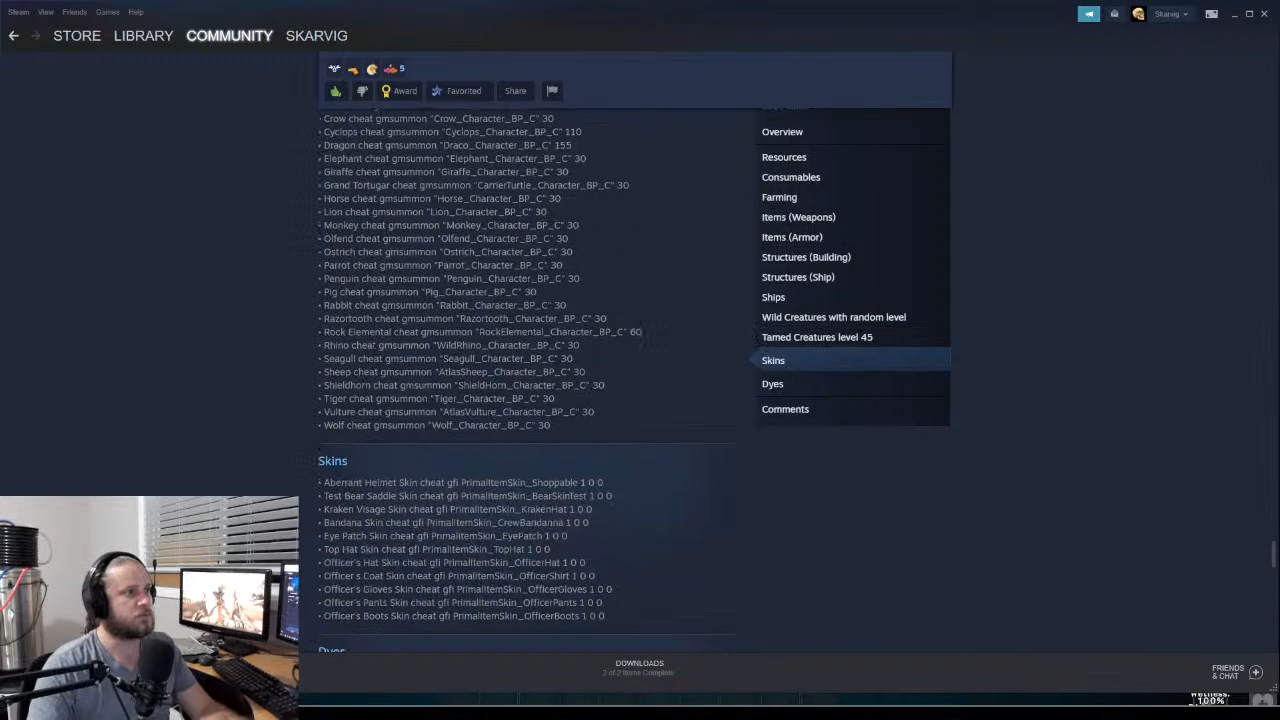 Steam View Friends Games Help
Skarvig
STORE LIBRARY COMMUNITY SKARVIG
5
Award Favorited Share
Crow cheat gmsummon "Crow_Character_BP_C" 30
Cyclops cheat gmsummon "Cyclops_Character_BP_C" 110
Dragon cheat gmsummon "Draco_Character_BP_C" 155
Elephant cheat gmsummon "Elephant_Character_BP_C" 30
Giraffe cheat gmsummon "Giraffe_Character_BP_C" 30
Grand Tortugar cheat gmsummon "CarrierTurtle_Character_BP_C" 30
Horse cheat gmsummon "Horse_Character_BP_C" 30
Lion cheat gmsummon "Lion_Character_BP_C" 30
Monkey cheat gmsummon "Monkey_Character_BP_C" 30
Olfend cheat gmsummon "Olfend_Character_BP_C" 30
Ostrich cheat gmsummon "Ostrich_Character_BP_C" 30
Parrot cheat gmsummon "Parrot_Character_BP_C" 30
Penguin cheat gmsummon "Penguin_Character_BP_C" 30
Pig cheat gmsummon "Pig_Character_BP_C" 30
Rabbit cheat gmsummon "Rabbit_Character_BP_C" 30
Razortooth cheat gmsummon "Razortooth_Character_BP_C" 30
Rock Elemental cheat gmsummon "RockElemental_Character_BP_C" 60
Rhino cheat gmsummon "WildRhino_Character_BP_C" 30
Seagull cheat gmsummon "Seagull_Character_BP_C" 30
Sheep cheat gmsummon "AtlasSheep_Character_BP_C" 30
Shieldhorn cheat gmsummon "ShieldHorn_Character_BP_C" 30
Tiger cheat gmsummon "Tiger_Character_BP_C" 30
Vulture cheat gmsummon "AtlasVulture_Character_BP_C" 30
Wolf cheat gmsummon "Wolf_Character_BP_C" 30
Skins
Aberrant Helmet Skin cheat gfi PrimalItemSkin_Shoppable 1 0 0
Test Bear Saddle Skin cheat gfi PrimalItemSkin_BearSkinTest 1 0 0
Kraken Visage Skin cheat gfi PrimalItemSkin_KrakenHat 1 0 0
Bandana Skin cheat gfi PrimalItemSkin_CrewBandanna 1 0 0
Eye Patch Skin cheat gfi PrimalItemSkin_EyePatch 1 0 0
Top Hat Skin cheat gfi PrimalItemSkin_TopHat 1 0 0
Officer's Hat Skin cheat gfi PrimalItemSkin_OfficerHat 1 0 0
Officer's Coat Skin cheat gfi PrimalItemSkin_OfficerShirt 1 0 0
Officer's Gloves Skin cheat gfi PrimalItemSkin_OfficerGloves 1 0 0
Officer's Pants Skin cheat gfi PrimalItemSkin_OfficerPants 1 0 0
Officer's Boots Skin cheat gfi PrimalItemSkin_OfficerBoots 1 0 0
Dyes
Overview
Resources
Consumables
Farming
Items (Weapons)
Items (Armor)
Structures (Building)
Structures (Ship)
Ships
Wild Creatures with random level
Tamed Creatures level 45
Skins
Dyes
Comments
DOWNLOADS
2 of 2 Items Complete
FRIENDS
& CHAT
Wetness:
100%